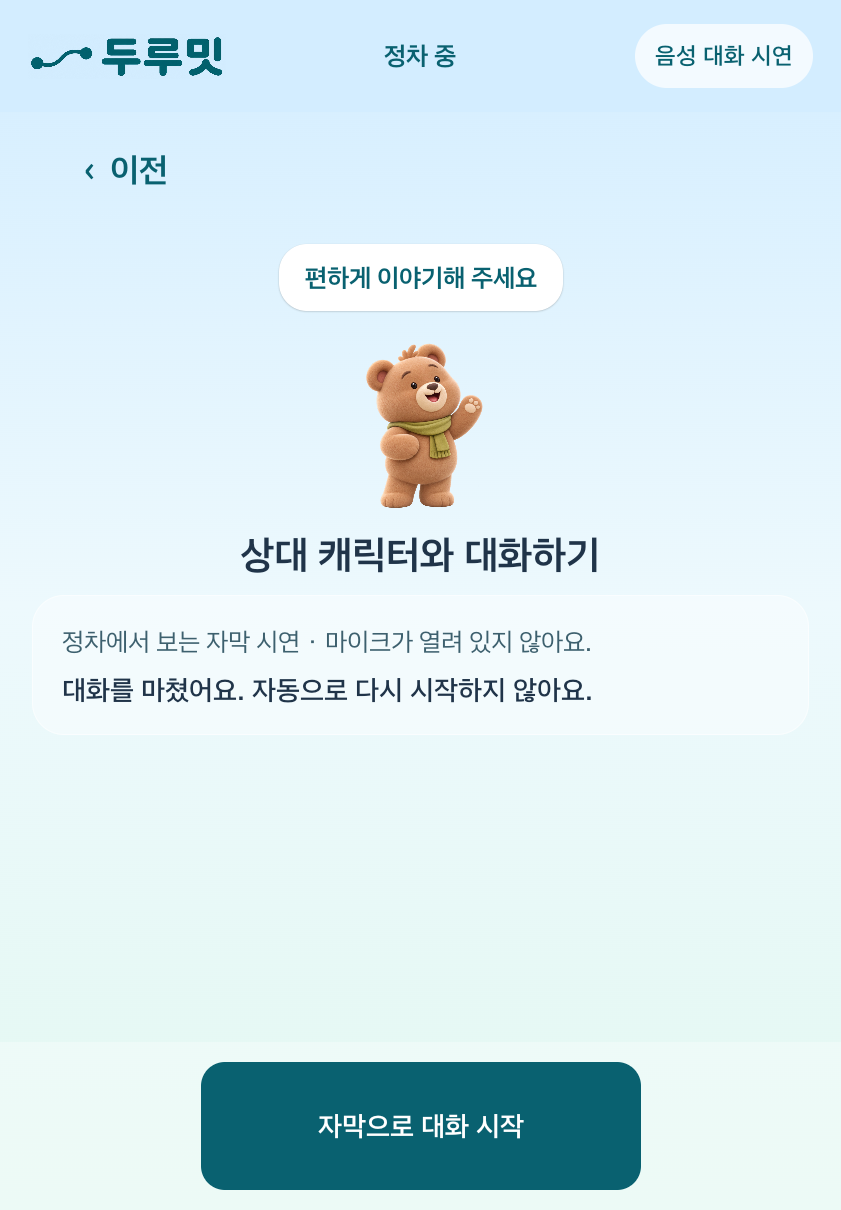 두루밋
정차 중
음성 대화 시연
‹ 이전
편하게 이야기해 주세요
상대 캐릭터와 대화하기
정차에서 보는 자막 시연 · 마이크가 열려 있지 않아요.
대화를 마쳤어요. 자동으로 다시 시작하지 않아요.
자막으로 대화 시작